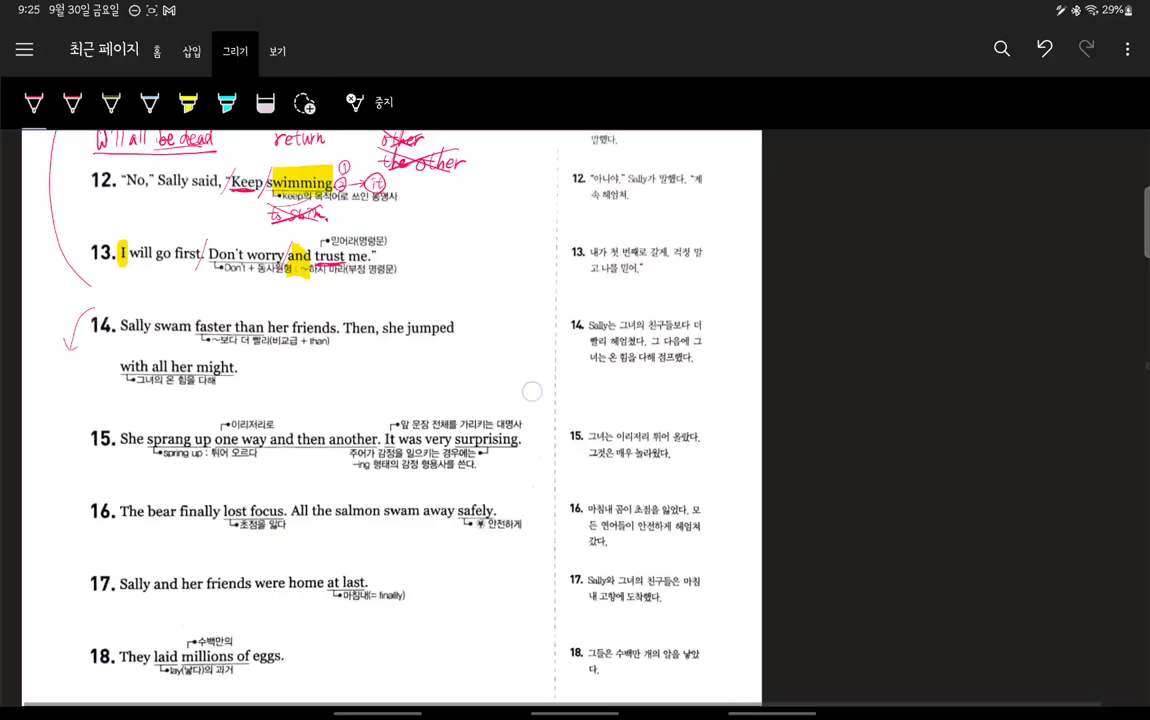 9:25 9월 30일 금요일 29%
최근 페이지 홈 삽입 그리기 보기
중지
W'll all be dead return other
the other
말했다.
12. “No,” Sally said, “Keep swimming. ① ② → it
keep의 목적어로 쓰인 동명사
to swim.
12. “아니야,” Sally가 말했다. “계
속 헤엄쳐.
믿어라(명령문)
13. I will go first. Don't worry and trust me.”
Don't + 동사원형 : ~하지 마라(부정 명령문)
13. 내가 첫 번째로 갈게. 걱정 말
고 나를 믿어.”
14. Sally swam faster than her friends. Then, she jumped
~보다 더 빨리(비교급 + than)
with all her might.
그녀의 온 힘을 다해
14. Sally는 그녀의 친구들보다 더
빨리 헤엄쳤다. 그 다음에 그
녀는 온 힘을 다해 점프했다.
이리저리로 앞 문장 전체를 가리키는 대명사
15. She sprang up one way and then another. It was very surprising.
spring up : 튀어 오르다 주어가 감정을 일으키는 경우에는
-ing 형태의 감정 형용사를 쓴다.
15. 그녀는 이리저리 튀어 올랐다.
그것은 매우 놀라웠다.
16. The bear finally lost focus. All the salmon swam away safely.
초점을 잃다 부 안전하게
16. 마침내 곰이 초점을 잃었다. 모
든 연어들이 안전하게 헤엄쳐
갔다.
17. Sally and her friends were home at last.
마침내(= finally)
17. Sally와 그녀의 친구들은 마침
내 고향에 도착했다.
수백만의
18. They laid millions of eggs.
lay(낳다)의 과거
18. 그들은 수백만 개의 알을 낳았
다.